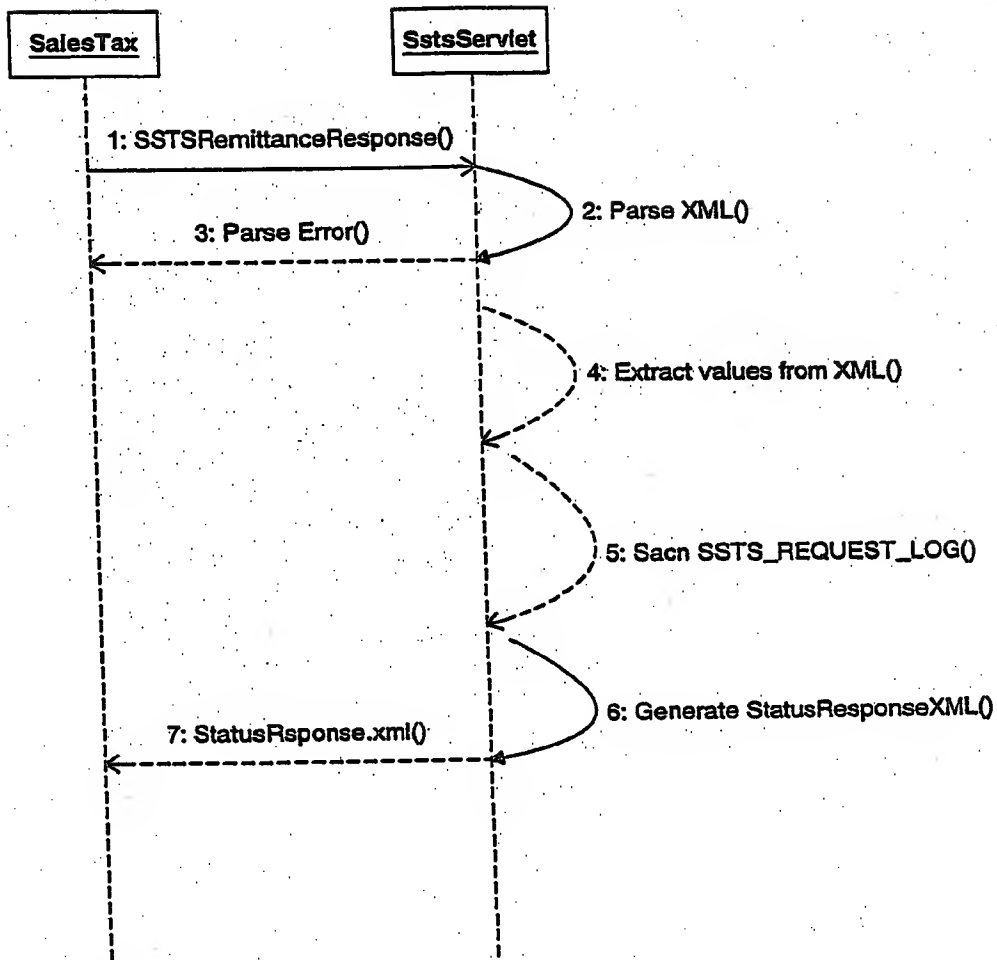 SalesTax
SstsServlet
1: SSTSRemittanceResponse()
2: Parse XML()
3: Parse Error()
4: Extract values from XML()
5: Sacn SSTS_REQUEST_LOG()
6: Generate StatusResponseXML()
7: StatusRsponse.xml()